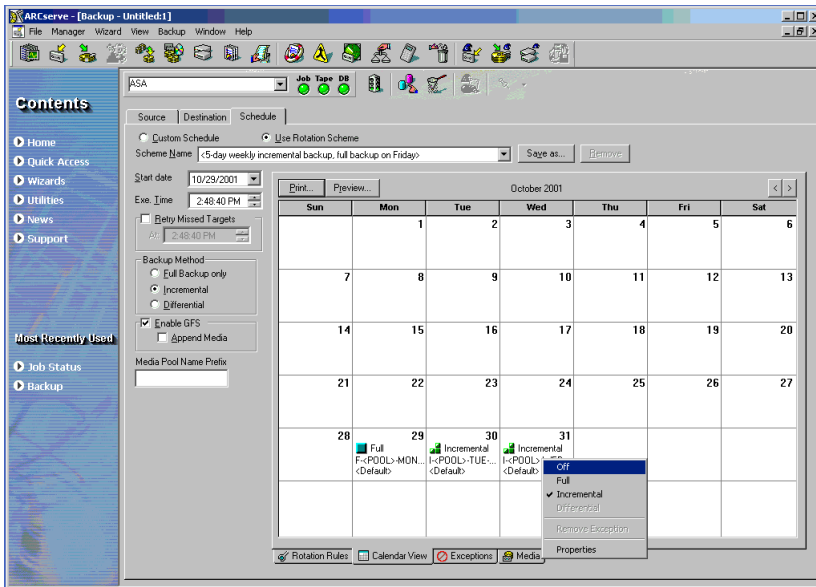 ARCserve - [Backup - Untitled:1]
File Manager Wizard View Backup Window Help
ASA
Job Tape DB
Contents
Home
Quick Access
Wizards
Utilities
News
Support
Most Recently Used
Job Status
Backup
Source Destination Schedule
Custom Schedule Use Rotation Scheme
Scheme Name <5-day weekly incremental backup, full backup on Friday> Save as... Remove
Start date 10/29/2001
Exe. Time 2:48:40 PM
Retry Missed Targets
At: 2:48:40 PM
Backup Method
Full Backup only
Incremental
Differential
Enable GFS
Append Media
Media Pool Name Prefix
Print... Preview... October 2001 < >
Sun Mon Tue Wed Thu Fri Sat
1 2 3 4 5 6
7 8 9 10 11 12 13
14 15 16 17 18 19 20
21 22 23 24 25 26 27
28 29 30 31
Full Incremental Incremental
F-<POOL>-MON... I-<POOL>-TUE-... I-<POOL>
<Default> <Default> <Default>
Off
Full
Incremental
Differential
Remove Exception
Properties
Rotation Rules Calendar View Exceptions Media